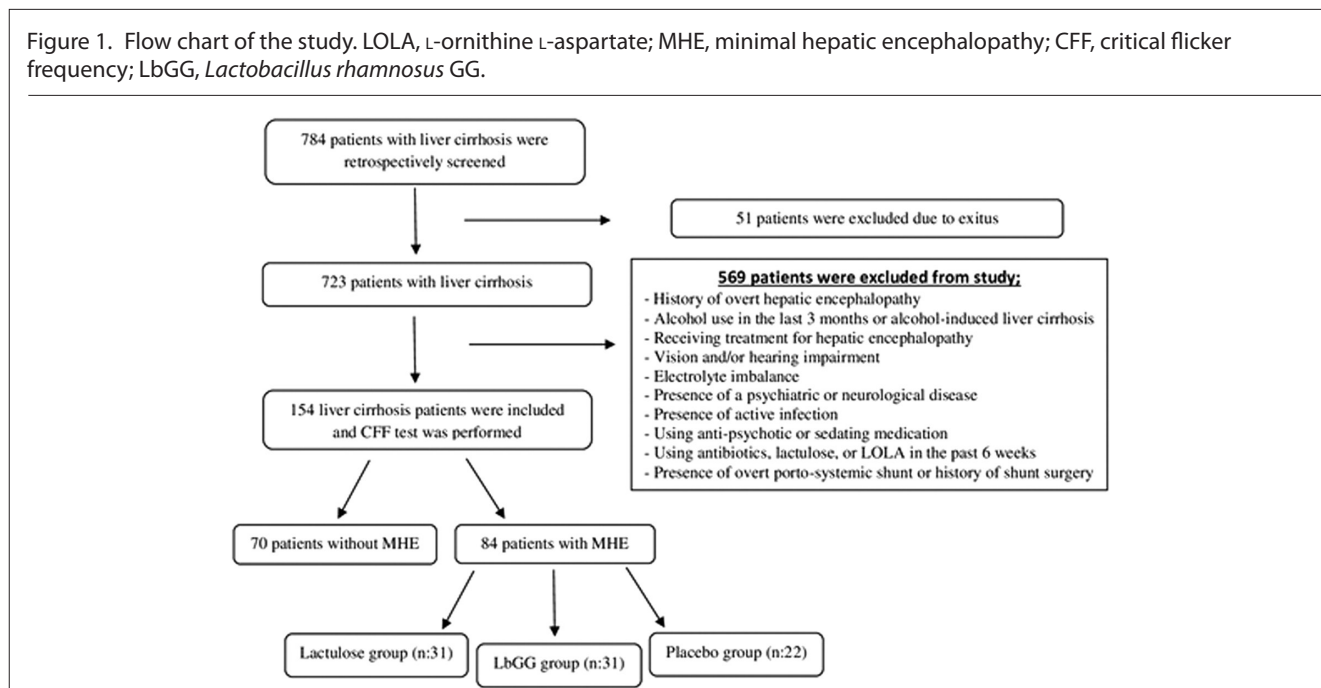 Figure 1. Flow chart of the study. LOLA, L-ornithine L-aspartate; MHE, minimal hepatic encephalopathy; CFF, critical flicker
frequency; LbGG, Lactobacillus rhamnosus GG.
784 patients with liver cirrhosis were
retrospectively screened
51 patients were excluded due to exitus
723 patients with liver cirrhosis
569 patients were excluded from study;
- History of overt hepatic encephalopathy
- Alcohol use in the last 3 months or alcohol-induced liver cirrhosis
- Receiving treatment for hepatic encephalopathy
- Vision and/or hearing impairment
- Electrolyte imbalance
- Presence of a psychiatric or neurological disease
- Presence of active infection
- Using anti-psychotic or sedating medication
- Using antibiotics, lactulose, or LOLA in the past 6 weeks
- Presence of overt porto-systemic shunt or history of shunt surgery
154 liver cirrhosis patients were included
and CFF test was performed
70 patients without MHE
84 patients with MHE
Lactulose group (n:31)
LbGG group (n:31)
Placebo group (n:22)